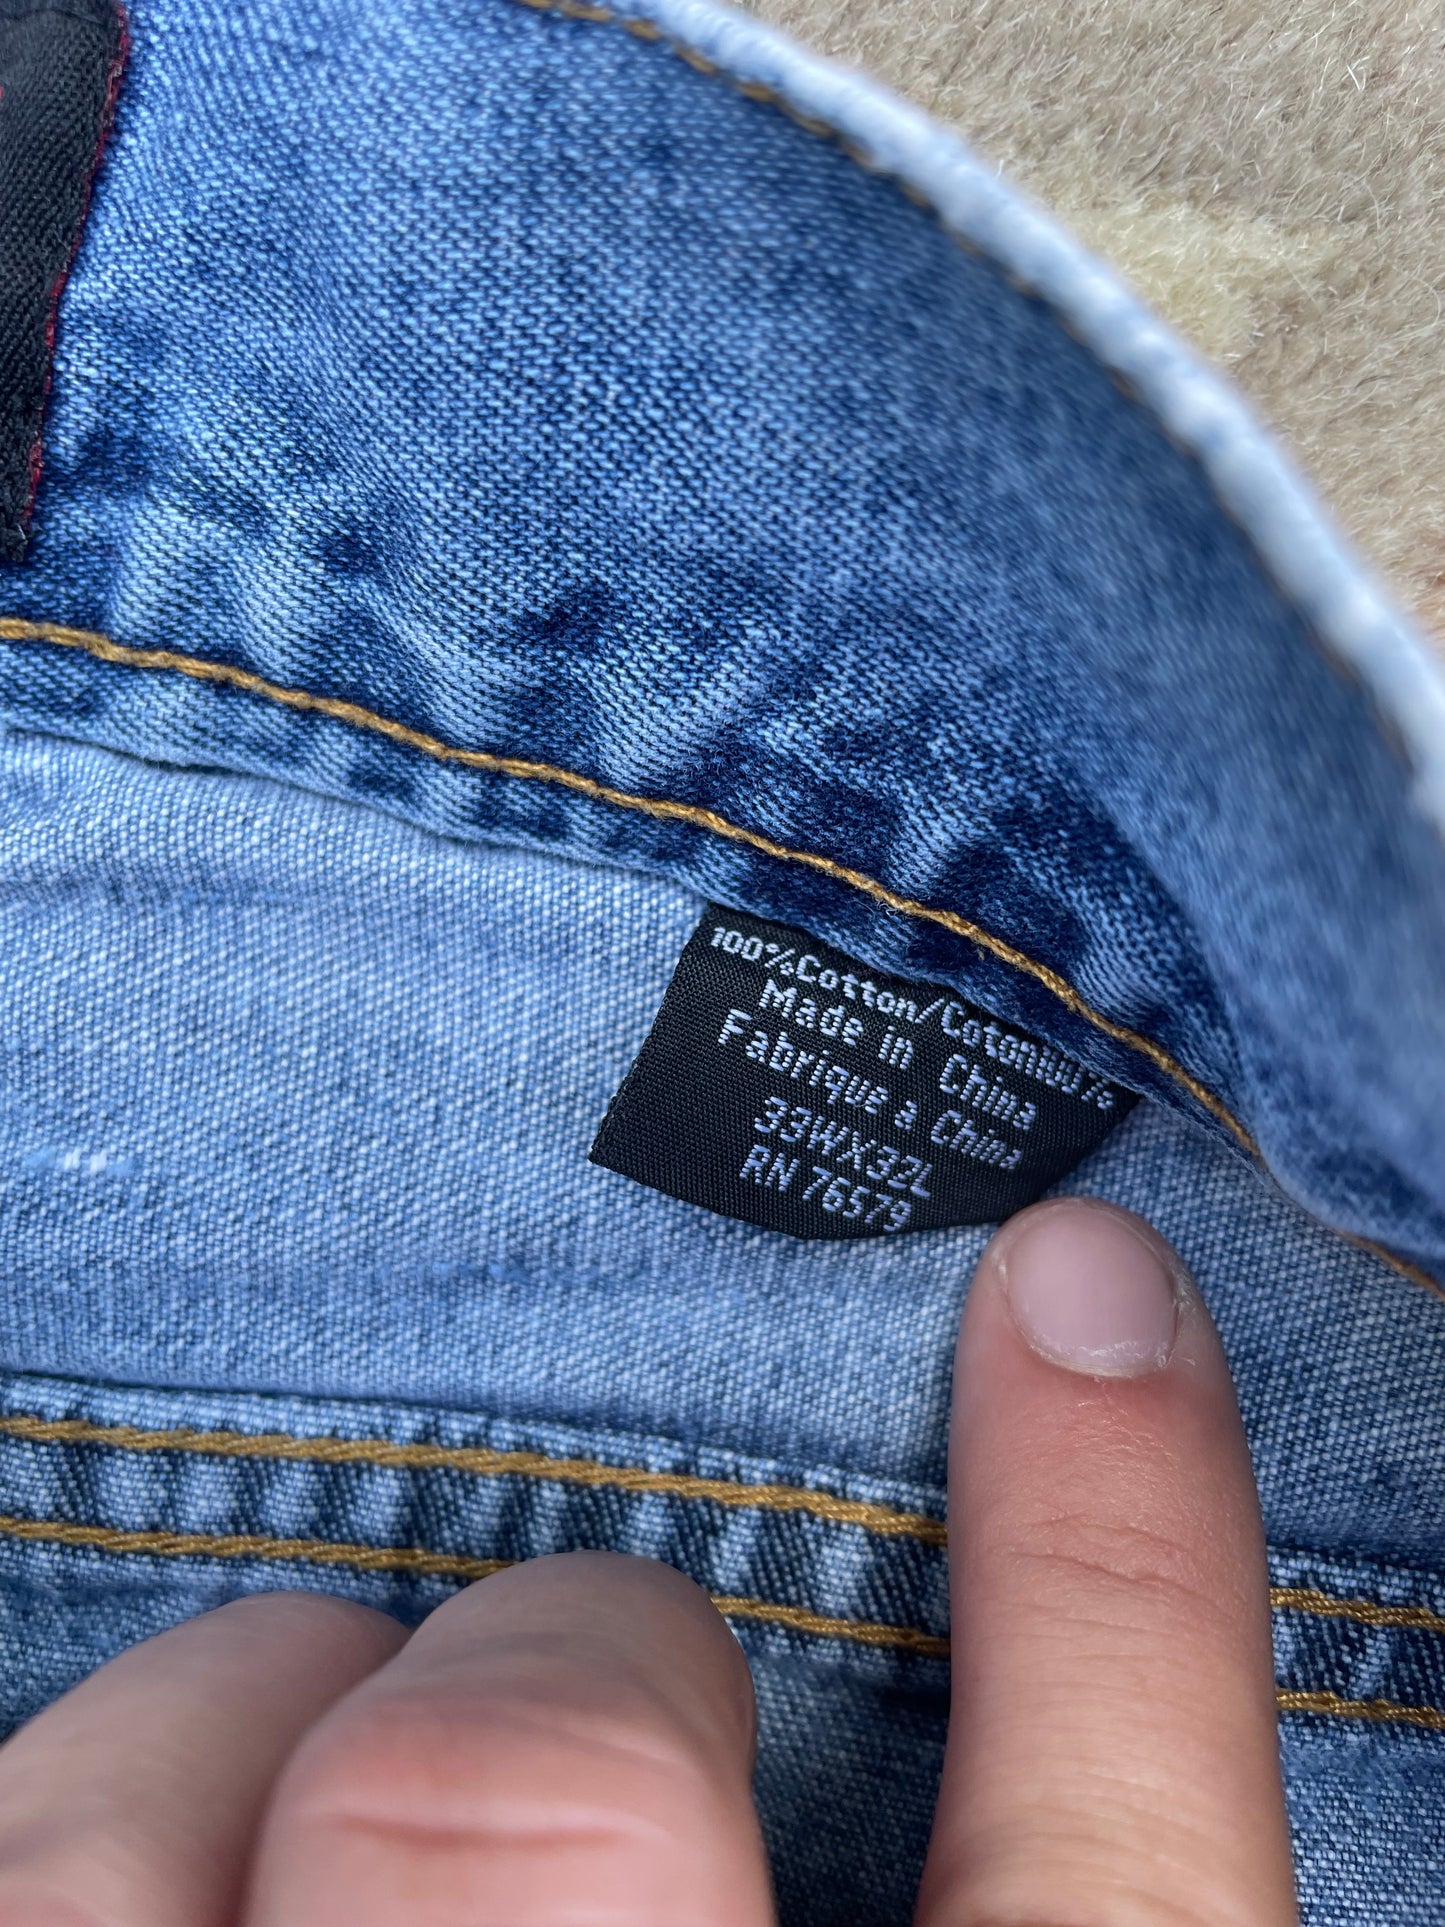 100%Cotton/Coton100%
Made in China
Fabrique a China
33WX32L
RN 76579